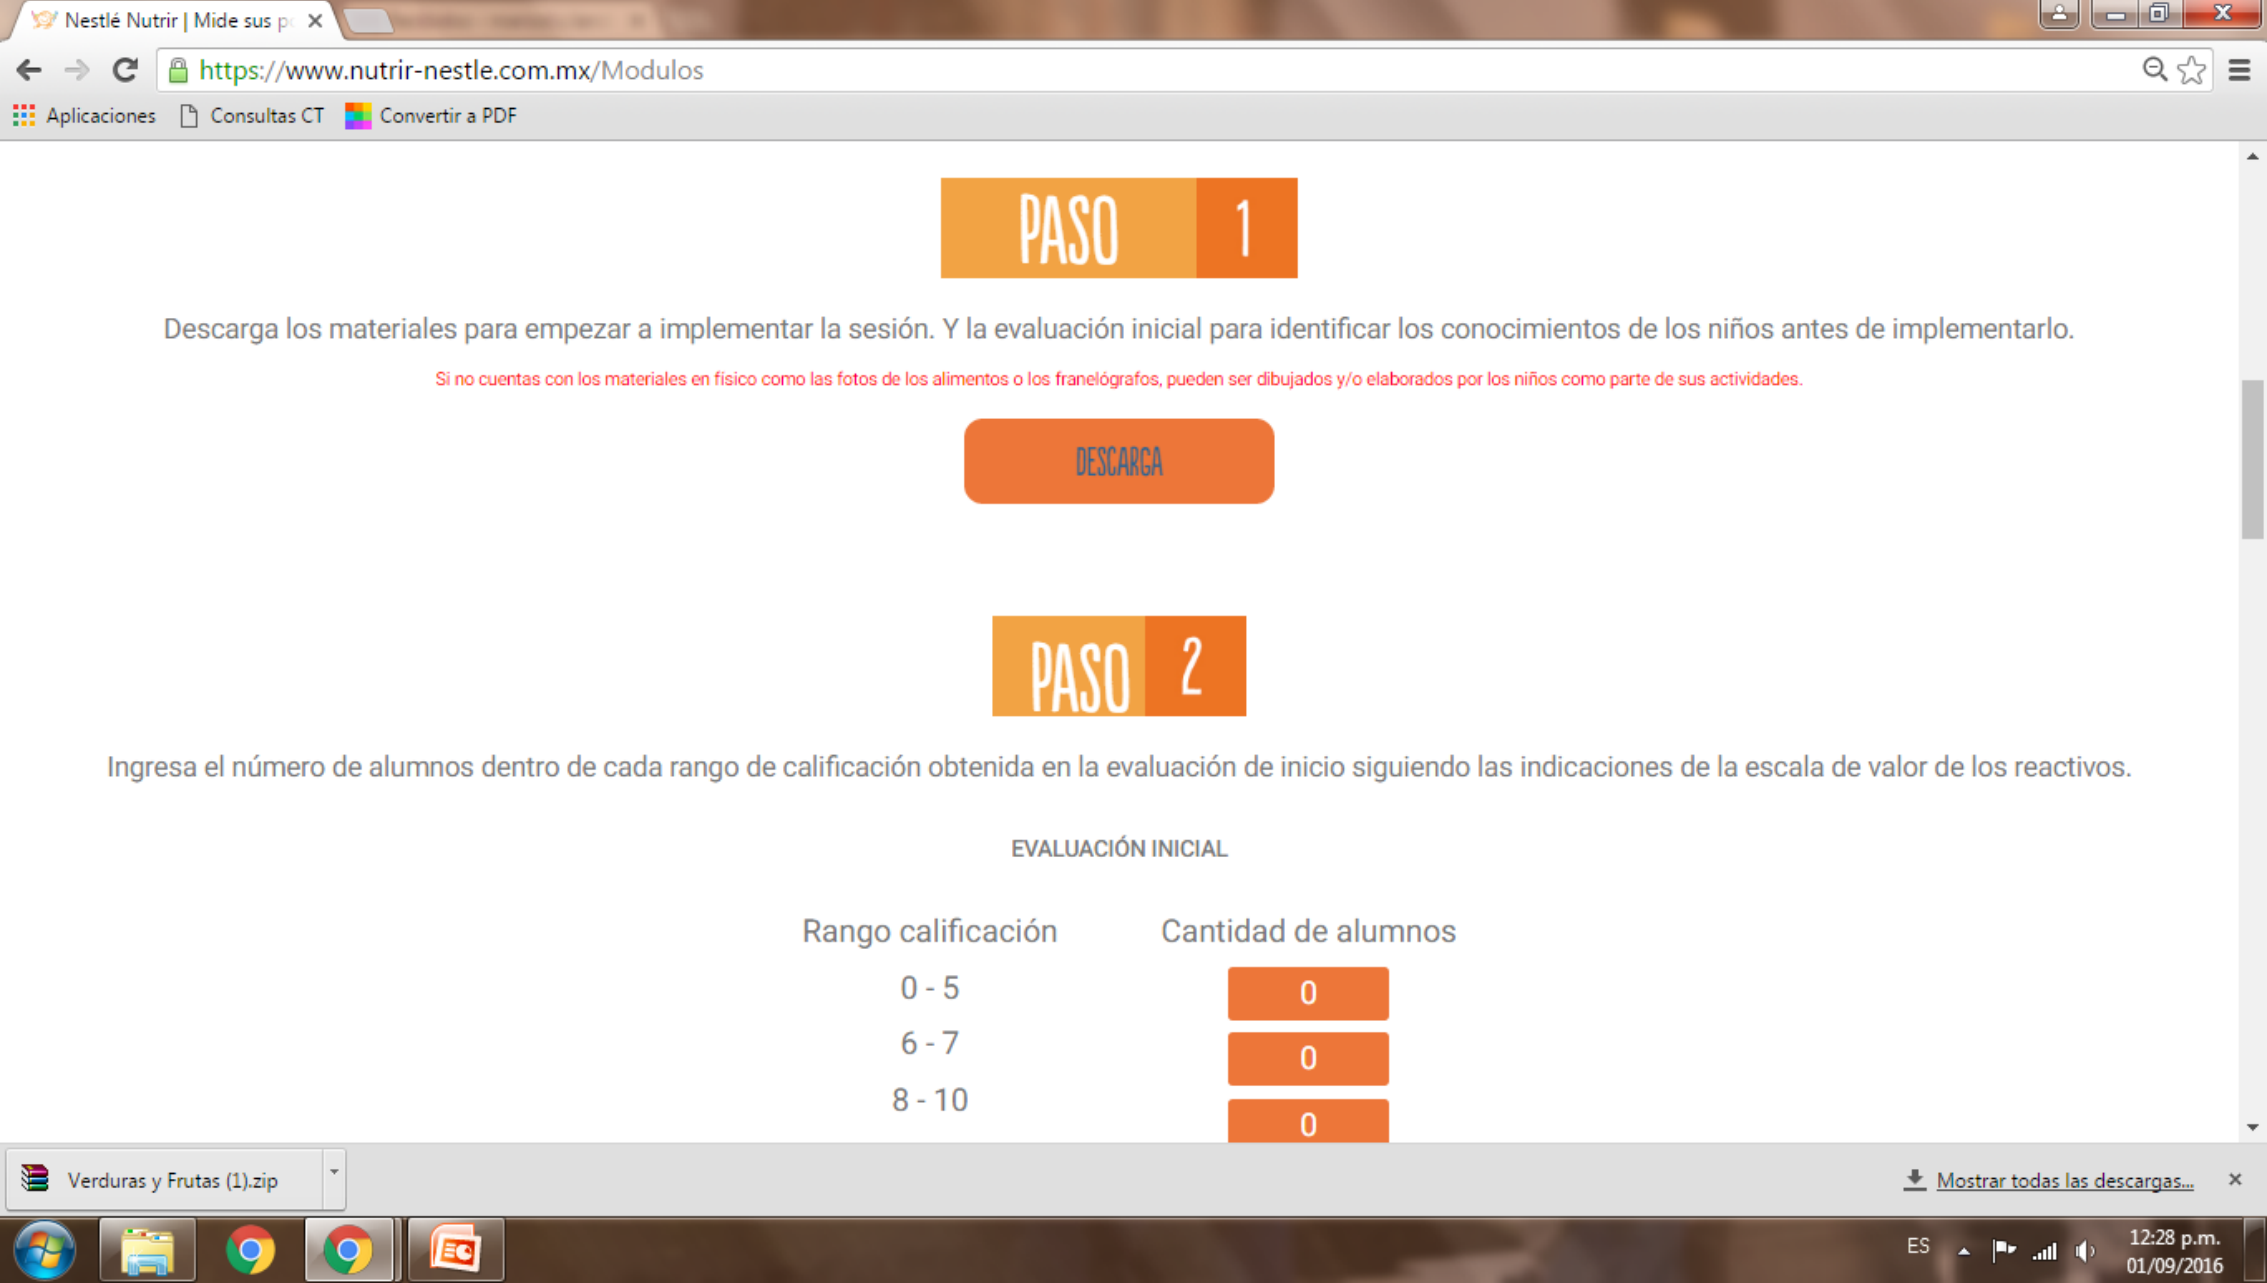 Nestlé Nutrir | Mide sus po
https://www.nutrir-nestle.com.mx/Modulos
Aplicaciones Consultas CT Convertir a PDF
PASO 1
Descarga los materiales para empezar a implementar la sesión. Y la evaluación inicial para identificar los conocimientos de los niños antes de implementarlo.
Si no cuentas con los materiales en fisico como las fotos de los alimentos o los franelógrafos, pueden ser dibujados y/o elaborados por los niños como parte de sus actividades.
DESCARGA
PASO 2
Ingresa el número de alumnos dentro de cada rango de calificación obtenida en la evaluación de inicio siguiendo las indicaciones de la escala de valor de los reactivos.
EVALUACIÓN INICIAL
Rango calificación Cantidad de alumnos
0 - 5 0
6 - 7 0
8 - 10 0
Verduras y Frutas (1).zip Mostrar todas las descargas...
ES 12:28 p.m.
01/09/2016